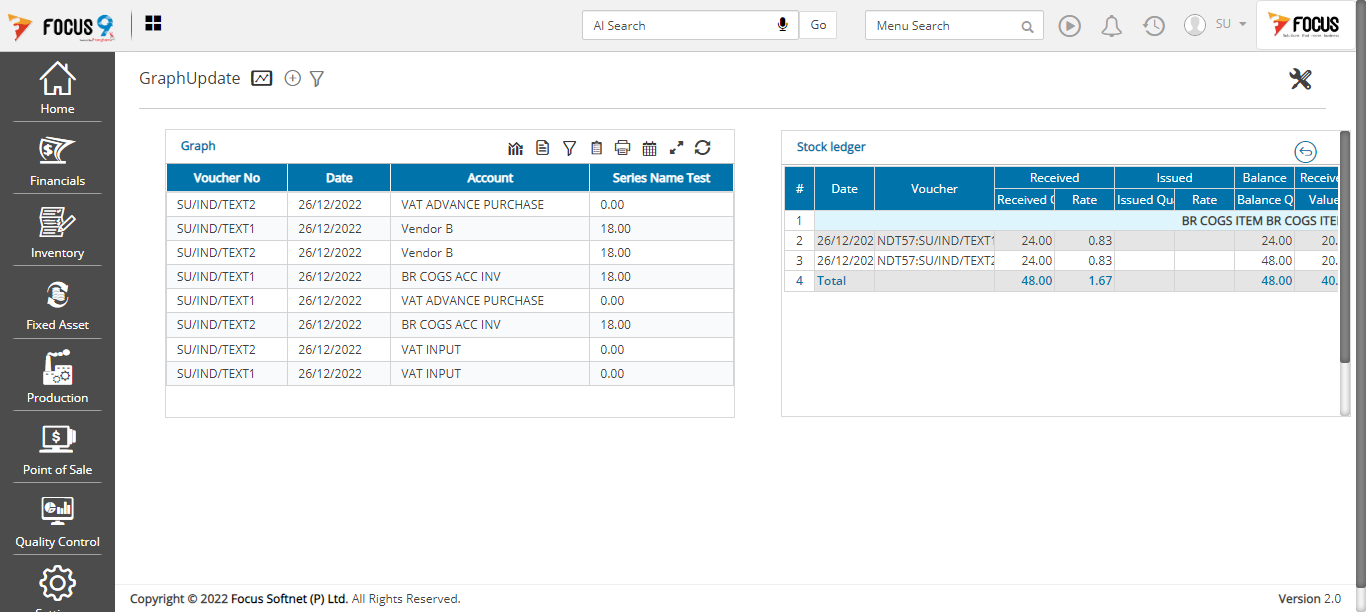 FOCUS 9
AI Search
Go
Menu Search
SU
FOCUS
Home
Financials
Inventory
Fixed Asset
Production
Point of Sale
Quality Control
GraphUpdate
Graph
Voucher No Date Account Series Name Test
SU/IND/TEXT2 26/12/2022 VAT ADVANCE PURCHASE 0.00
SU/IND/TEXT1 26/12/2022 Vendor B 18.00
SU/IND/TEXT2 26/12/2022 Vendor B 18.00
SU/IND/TEXT1 26/12/2022 BR COGS ACC INV 18.00
SU/IND/TEXT1 26/12/2022 VAT ADVANCE PURCHASE 0.00
SU/IND/TEXT2 26/12/2022 BR COGS ACC INV 18.00
SU/IND/TEXT2 26/12/2022 VAT INPUT 0.00
SU/IND/TEXT1 26/12/2022 VAT INPUT 0.00
Stock ledger
# Date Voucher Received Issued Balance Receive
Received Q Rate Issued Qu Rate Balance Q Value
1 BR COGS ITEM BR COGS ITE
2 26/12/202 NDT57:SU/IND/TEXT1 24.00 0.83 24.00 20.
3 26/12/202 NDT57:SU/IND/TEXT2 24.00 0.83 48.00 20.
4 Total 48.00 1.67 48.00 40.
Copyright © 2022 Focus Softnet (P) Ltd. All Rights Reserved.
Version 2.0